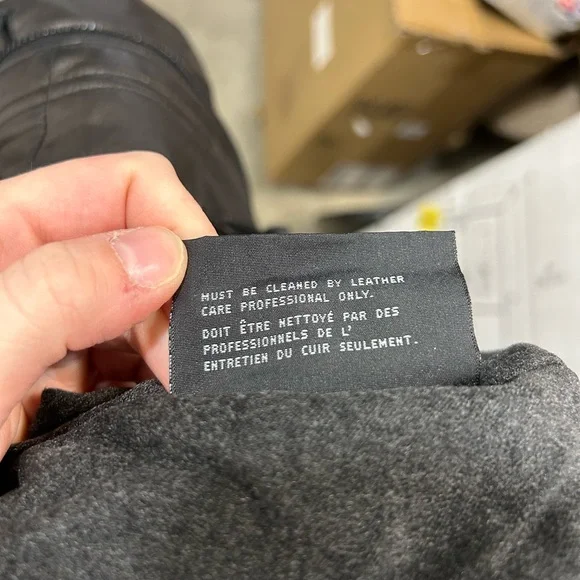 MUST BE CLEANED BY LEATHER
CARE PROFESSIONAL ONLY.
DOIT ÊTRE NETTOYÉ PAR DES
PROFESSIONNELS DE L'
ENTRETIEN DU CUIR SEULEMENT.